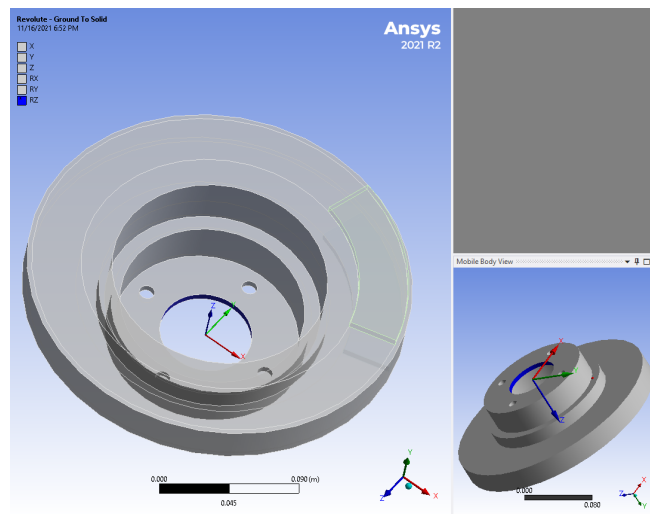 Revolute - Ground To Solid
11/16/2021 6:52 PM
X
Y
Z
RX
RY
RZ
Ansys
2021 R2
Z
X
0.000
0.090 (m)
0.045
Y
Z
X
Mobile Body View
X
Z
0.000
0.080
X
Z
Y